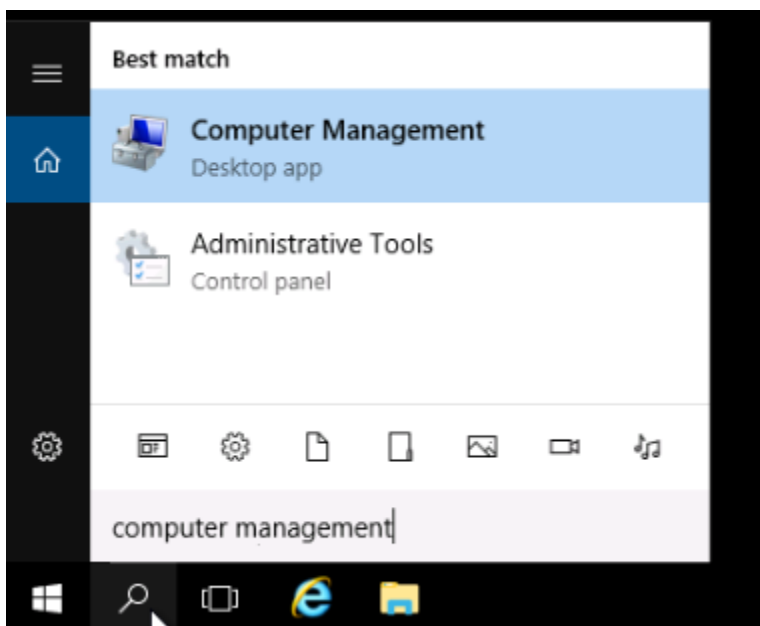 Best match
Computer Management
Desktop app
Administrative Tools
Control panel
computer management